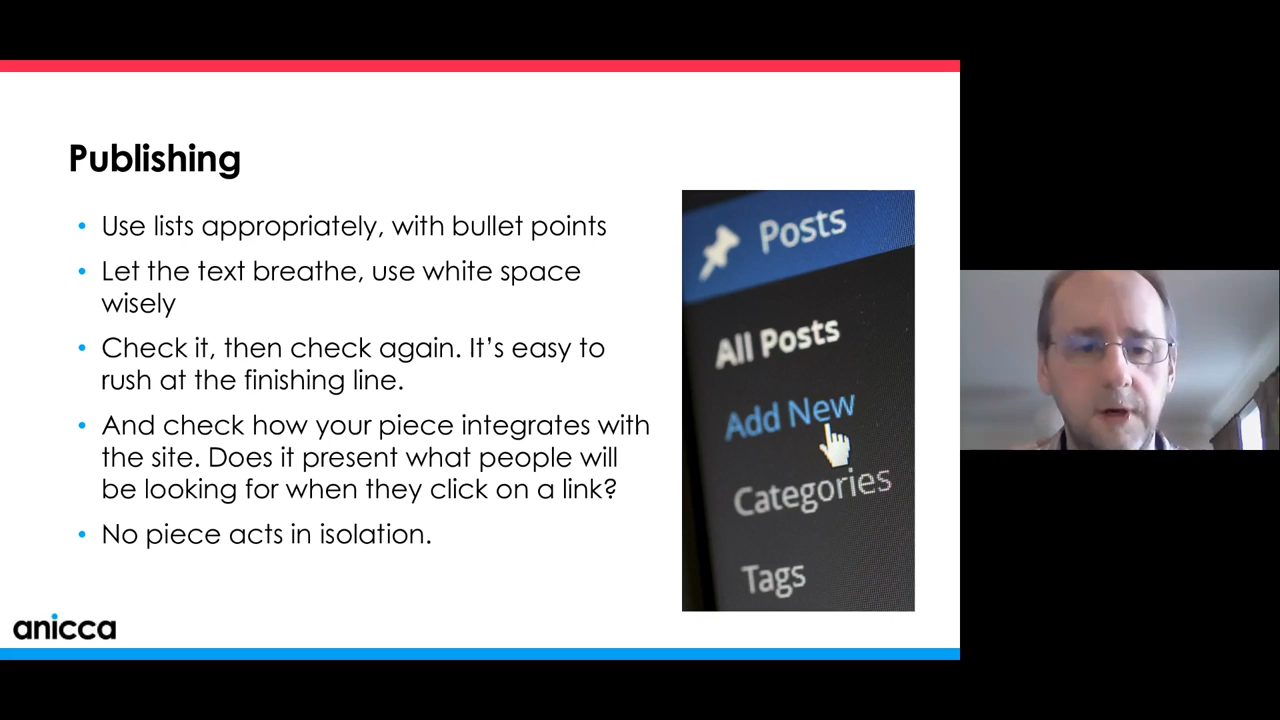 Publishing
• Use lists appropriately, with bullet points
• Let the text breathe, use white space
wisely
• Check it, then check again. It’s easy to
rush at the finishing line.
• And check how your piece integrates with
the site. Does it present what people will
be looking for when they click on a link?
• No piece acts in isolation.
Posts
All Posts
Add New
Categories
Tags
anicca